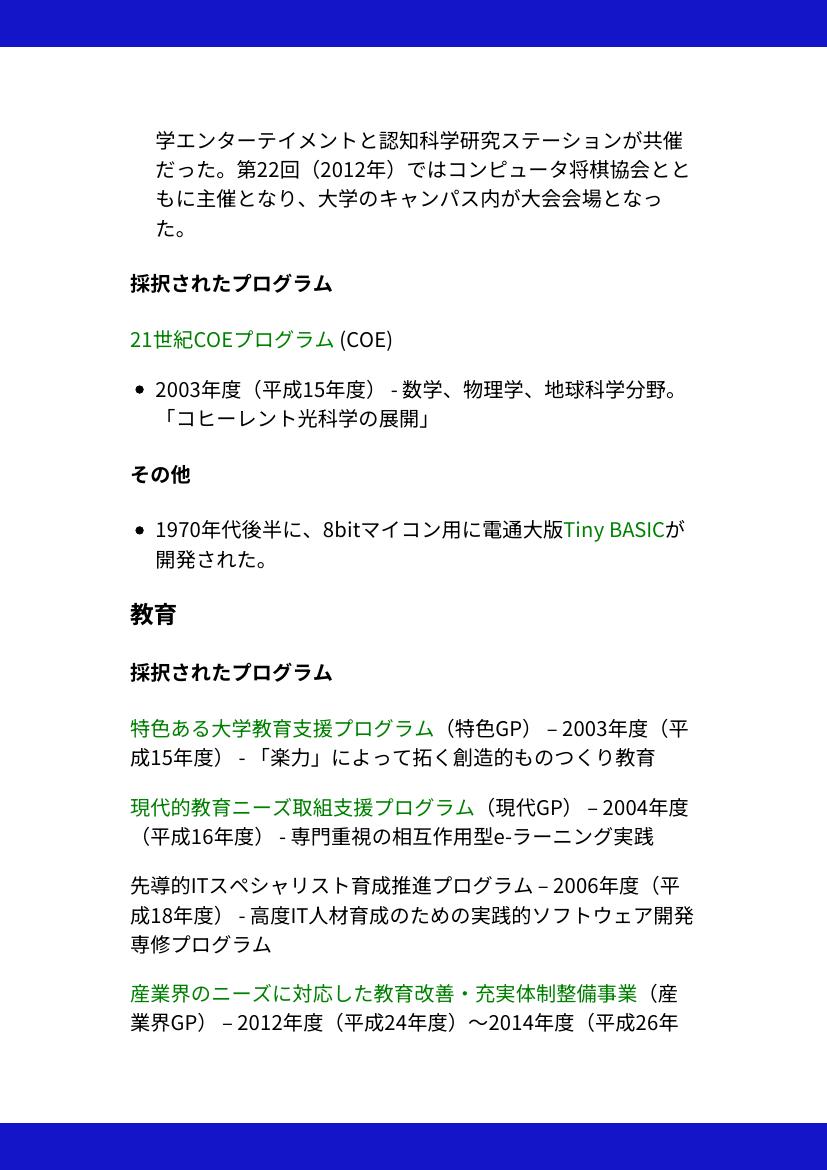 学エンターテイメントと認知科学研究ステーションが共催
だった。第22回（2012年）ではコンピュータ将棋協会とと
もに主催となり、大学のキャンパス内が大会会場となっ
た。
採択されたプログラム
21世紀COEプログラム (COE)
• 2003年度（平成15年度） - 数学、物理学、地球科学分野。
「コヒーレント光科学の展開」
その他
• 1970年代後半に、8bitマイコン用に電通大版Tiny BASICが
開発された。
教育
採択されたプログラム
特色ある大学教育支援プログラム（特色GP） – 2003年度（平
成15年度） - 「楽力」によって拓く創造的ものつくり教育
現代的教育ニーズ取組支援プログラム（現代GP） – 2004年度
（平成16年度） - 専門重視の相互作用型e-ラーニング実践
先導的ITスペシャリスト育成推進プログラム – 2006年度（平
成18年度） - 高度IT人材育成のための実践的ソフトウェア開発
専修プログラム
産業界のニーズに対応した教育改善・充実体制整備事業（産
業界GP） – 2012年度（平成24年度）〜2014年度（平成26年